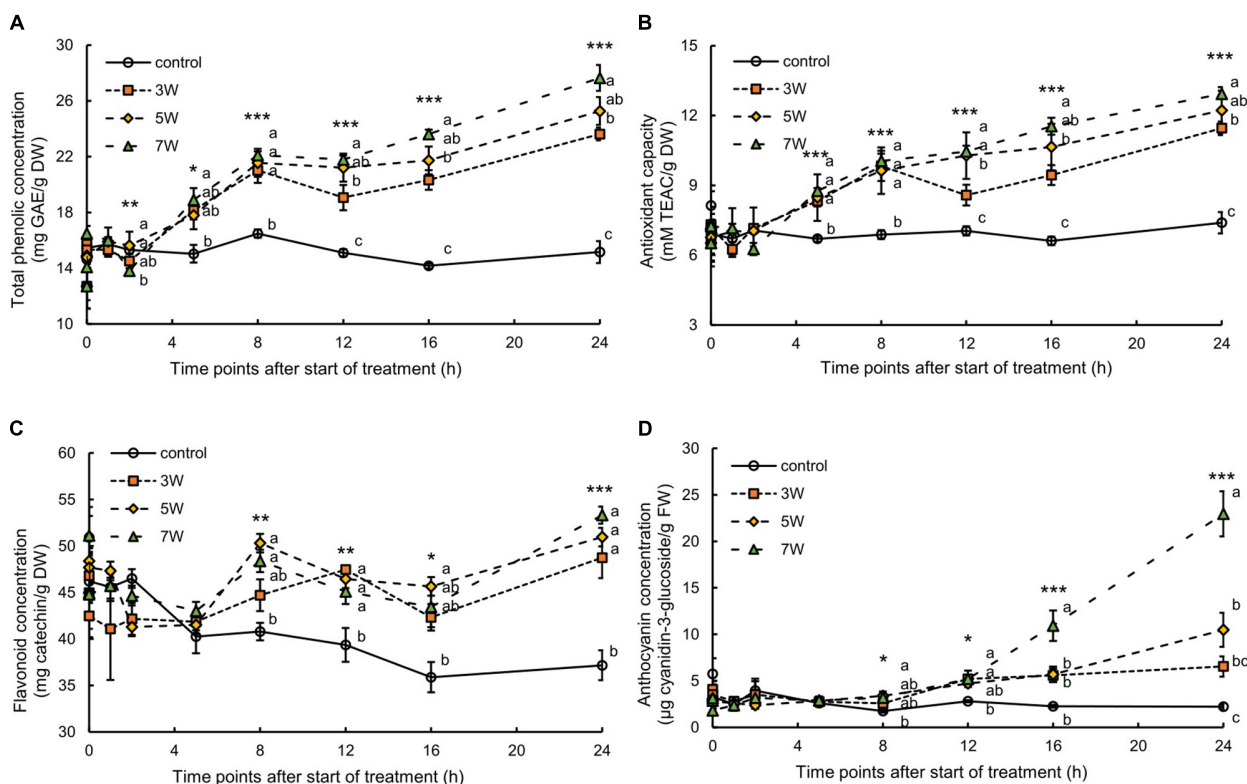 A
Total phenolic concentration
(mg GAE/g DW)
30
26
22
18
14
10
control
3W
5W
7W
**
a
ab
b
*
a
ab
ab
b
***
a
a
a
b
***
a
ab
b
c
***
a
ab
b
c
***
a
ab
b
c
0 4 8 12 16 20 24
Time points after start of treatment (h)
B
Antioxidant capacity
(mM TEAC/g DW)
15
12
9
6
3
control
3W
5W
7W
***
a
a
a
b
***
a
a
a
b
***
a
a
b
c
***
a
ab
b
c
***
a
ab
b
c
0 4 8 12 16 20 24
Time points after start of treatment (h)
C
Flavonoid concentration
(mg catechin/g DW)
60
55
50
45
40
35
30
control
3W
5W
7W
**
a
a
ab
b
**
a
a
a
b
*
a
ab
ab
b
***
a
a
a
b
0 4 8 12 16 20 24
Time points after start of treatment (h)
D
Anthocyanin concentration
(µg cyanidin-3-glucoside/g FW)
30
25
20
15
10
5
0
control
3W
5W
7W
*
a
ab
ab
b
*
a
a
ab
b
***
a
b
b
b
***
a
b
bc
c
0 4 8 12 16 20 24
Time points after start of treatment (h)